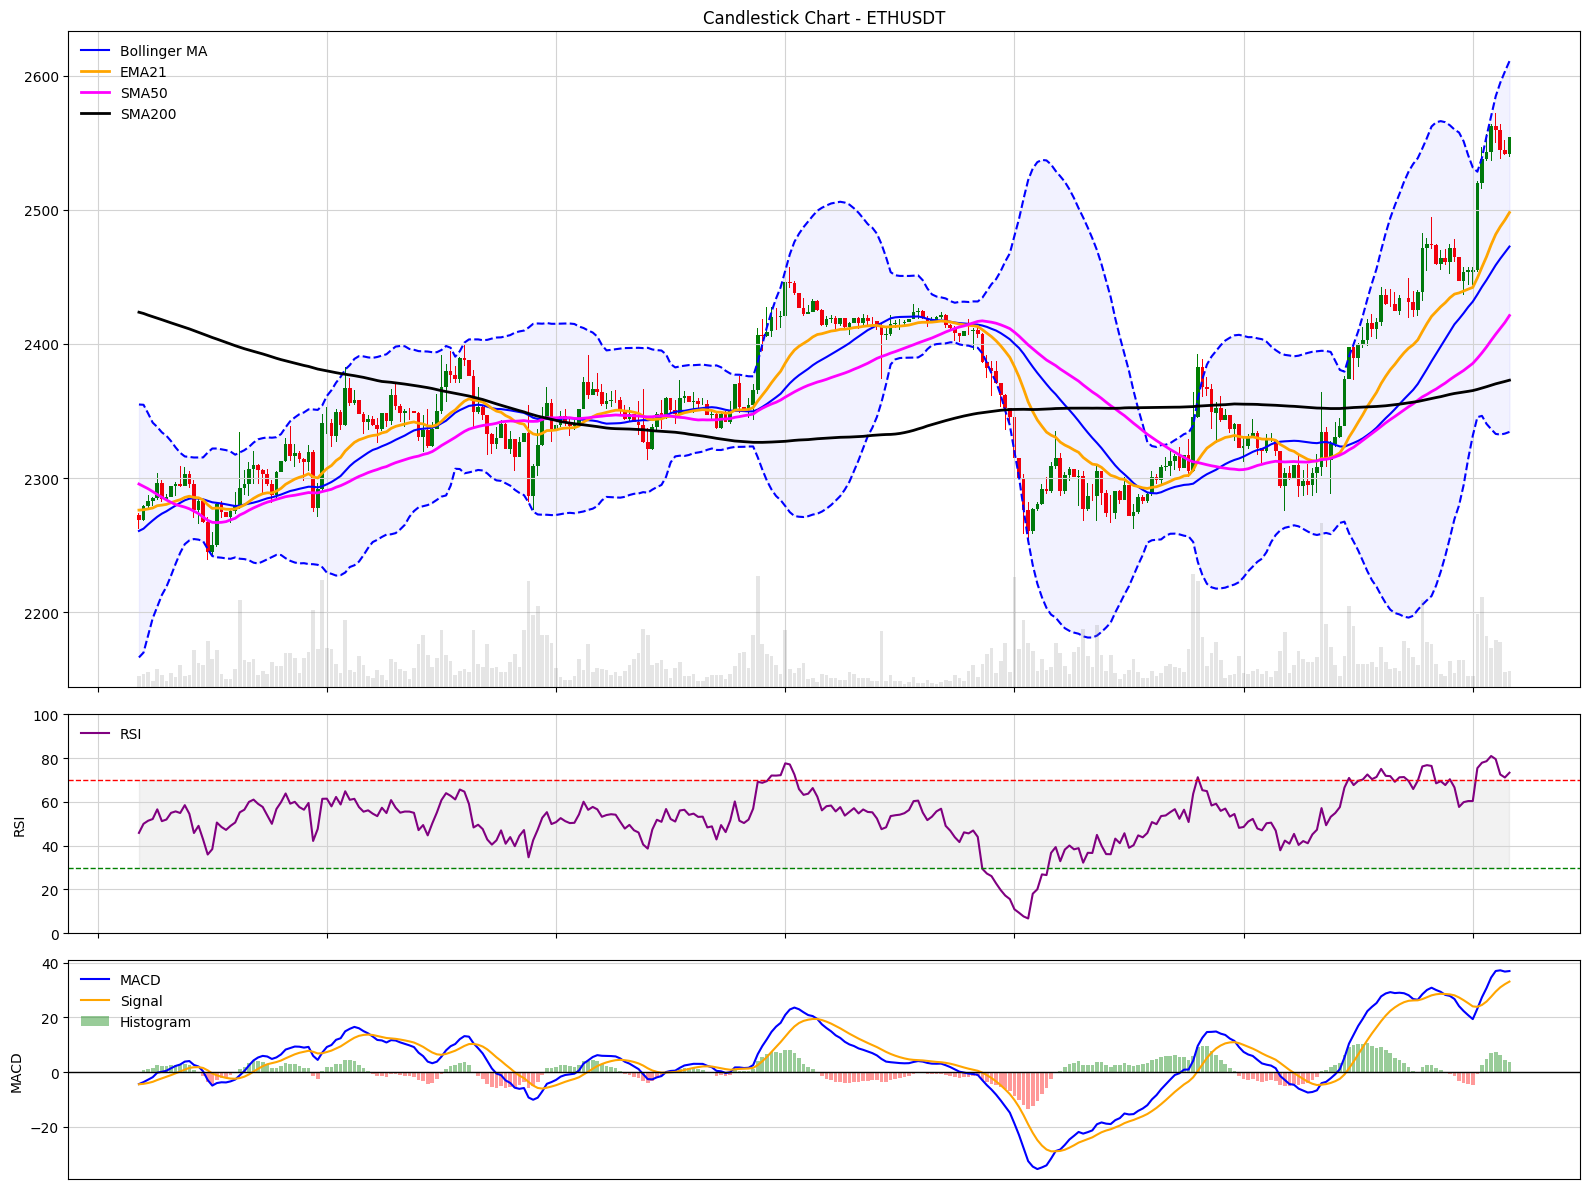 Candlestick Chart - ETHUSDT
Bollinger MA
EMA21
SMA50
SMA200
2600
2500
2400
2300
2200
RSI
100
80
60
40
20
0
RSI
MACD
Signal
Histogram
40
20
0
−20
MACD